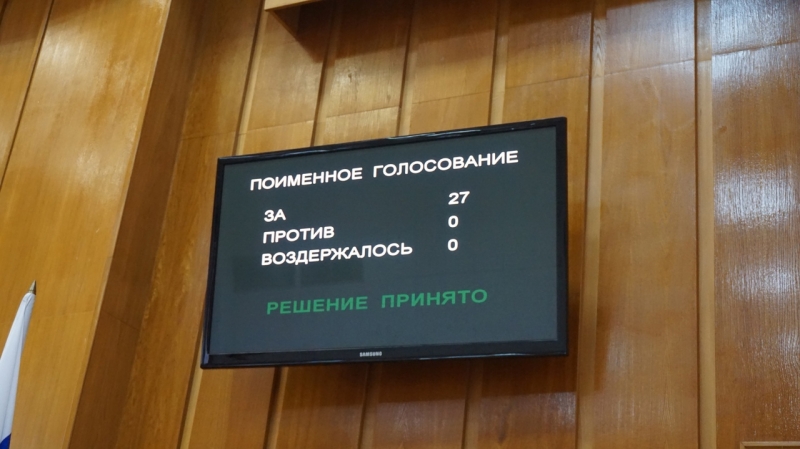 ПОИМЕННОЕ ГОЛОСОВАНИЕ
ЗА 27
ПРОТИВ 0
ВОЗДЕРЖАЛОСЬ 0
РЕШЕНИЕ ПРИНЯТО
SAMSUNG